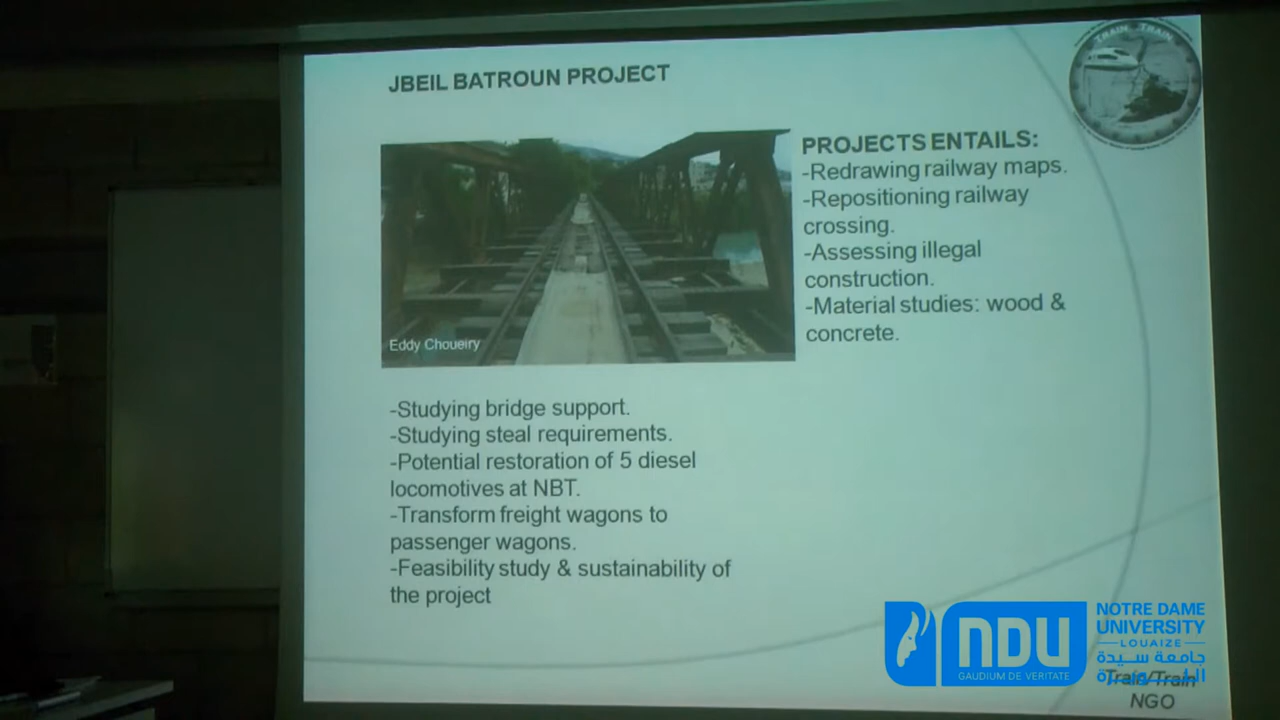 JBEIL BATROUN PROJECT
TRAIN TRAIN
PROJECTS ENTAILS:
-Redrawing railway maps.
-Repositioning railway
crossing.
-Assessing illegal
construction.
-Material studies: wood &
concrete.
Eddy Choueiry
-Studying bridge support.
-Studying steal requirements.
-Potential restoration of 5 diesel
locomotives at NBT.
-Transform freight wagons to
passenger wagons.
-Feasibility study & sustainability of
the project
NDU
GAUDIUM DE VERITATE
NOTRE DAME
UNIVERSITY
LOUAIZE
جامعة سيدة
اللويزة
Train/Train
NGO